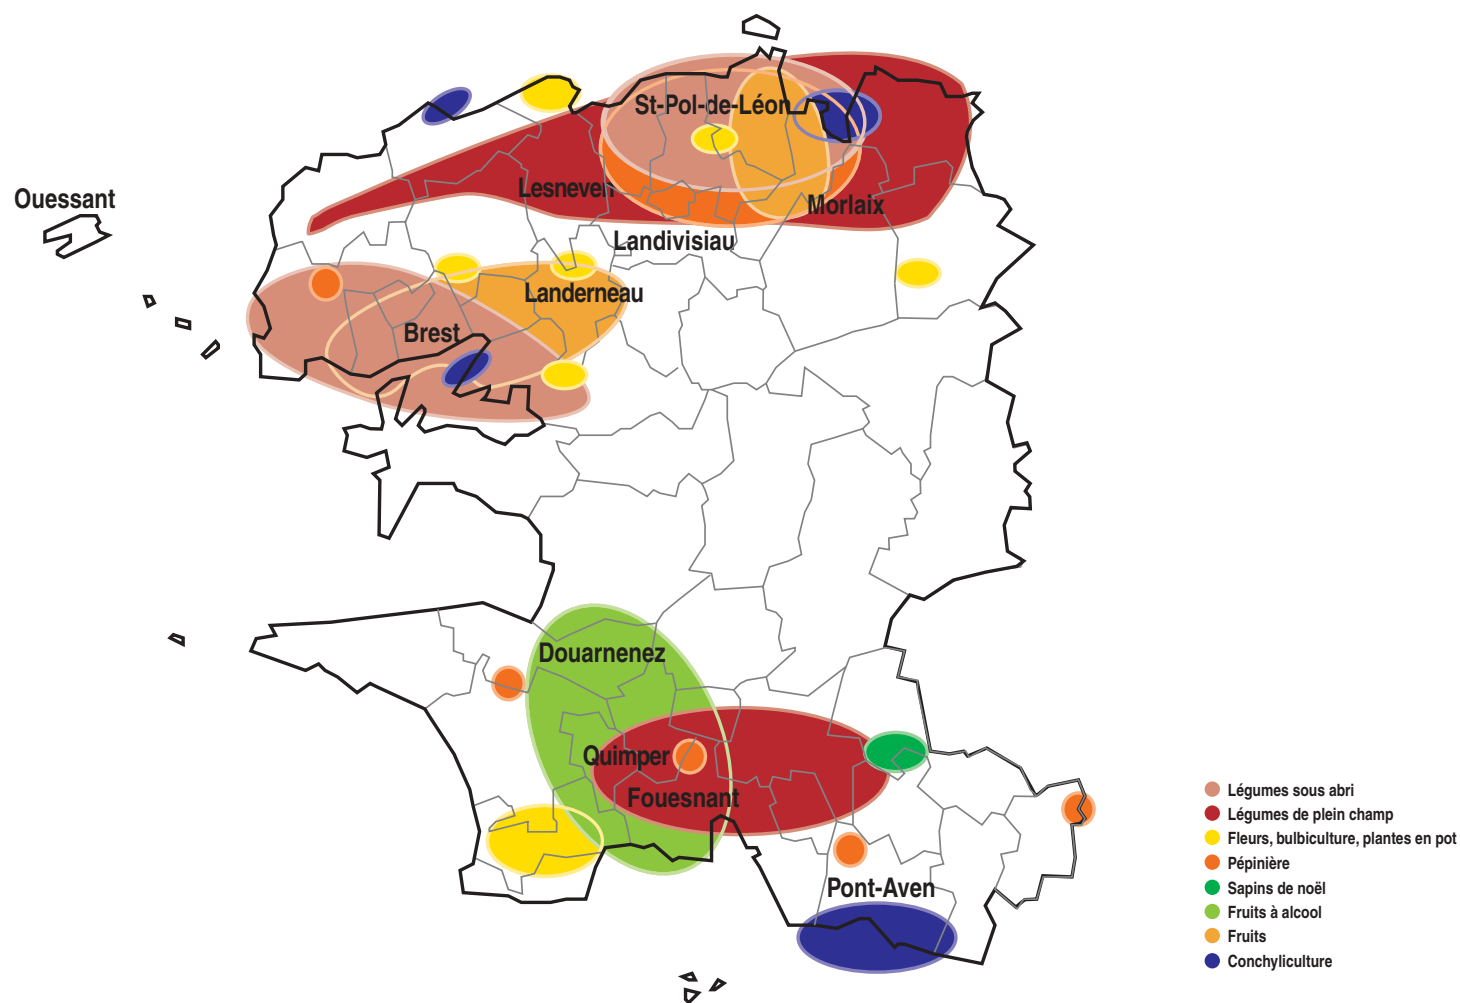 St-Pol-de-Léon
Lesneven
Ouessant
Morlaix
Landivisiau
Landerneau
Brest
Douarnenez
Quimper
Fouesnant
Pont-Aven
Légumes sous abri
Légumes de plein champ
Fleurs, bulbiculture, plantes en pot
Pépinière
Sapins de noël
Fruits à alcool
Fruits
Conchyliculture